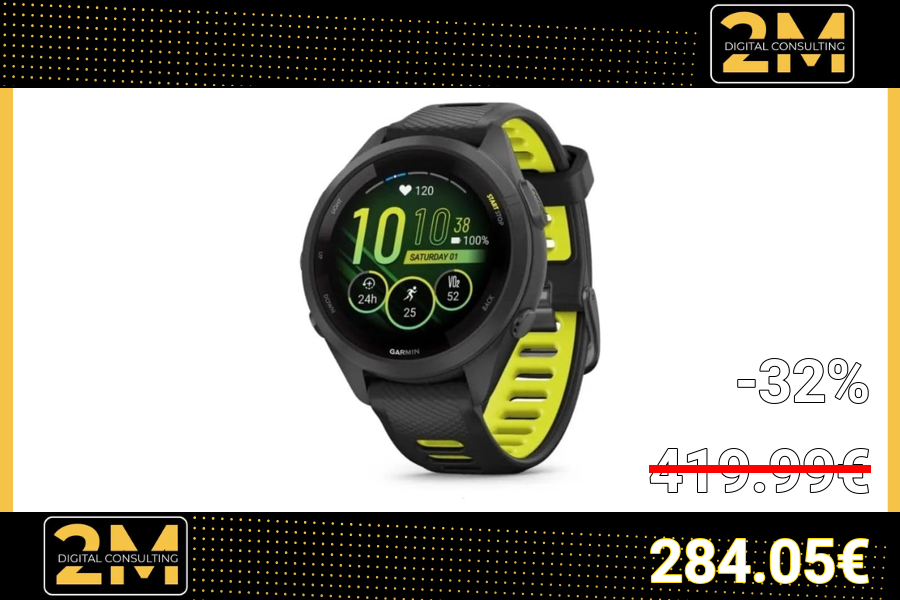 2M
DIGITAL CONSULTING
LIGHT
120
START STOP
10 10 38
100%
SATURDAY 01
UP
24h
25
VO₂
52
DOWN
BACK
GARMIN
-32%
419.99€
2M
DIGITAL CONSULTING
284.05€